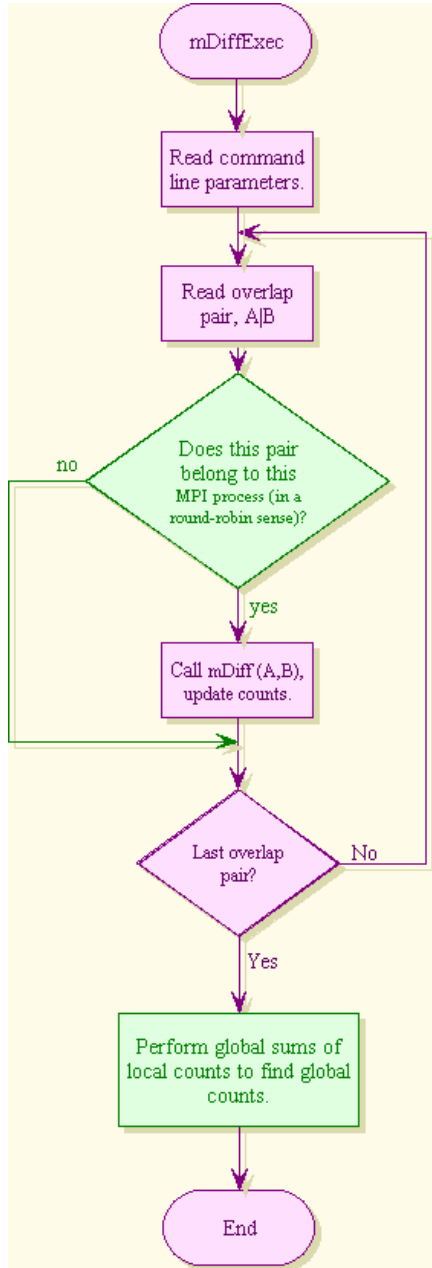 mDiffExec
Read command
line parameters.
Read overlap
pair, A|B
Does this pair
belong to this
MPI process (in a
round-robin sense)?
no
yes
Call mDiff(A,B),
update counts.
Last overlap
pair?
No
Yes
Perform global sums of
local counts to find global
counts.
End